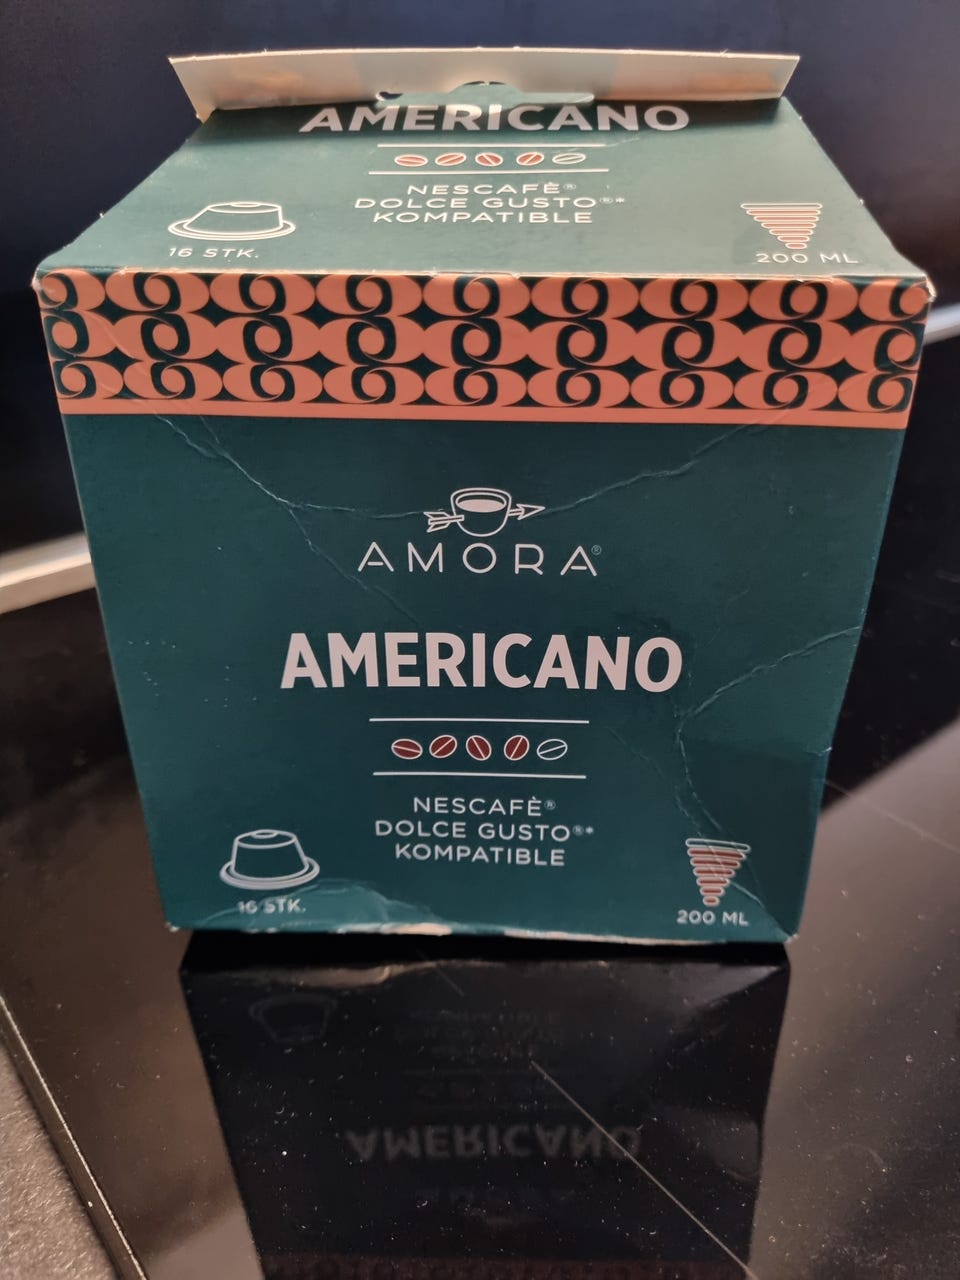 AMERICANO
NESCAFÈ®
DOLCE GUSTO®*
KOMPATIBLE
16 STK.
200 ML
AMORA®
AMERICANO
NESCAFÈ®
DOLCE GUSTO®*
KOMPATIBLE
16 STK.
200 ML